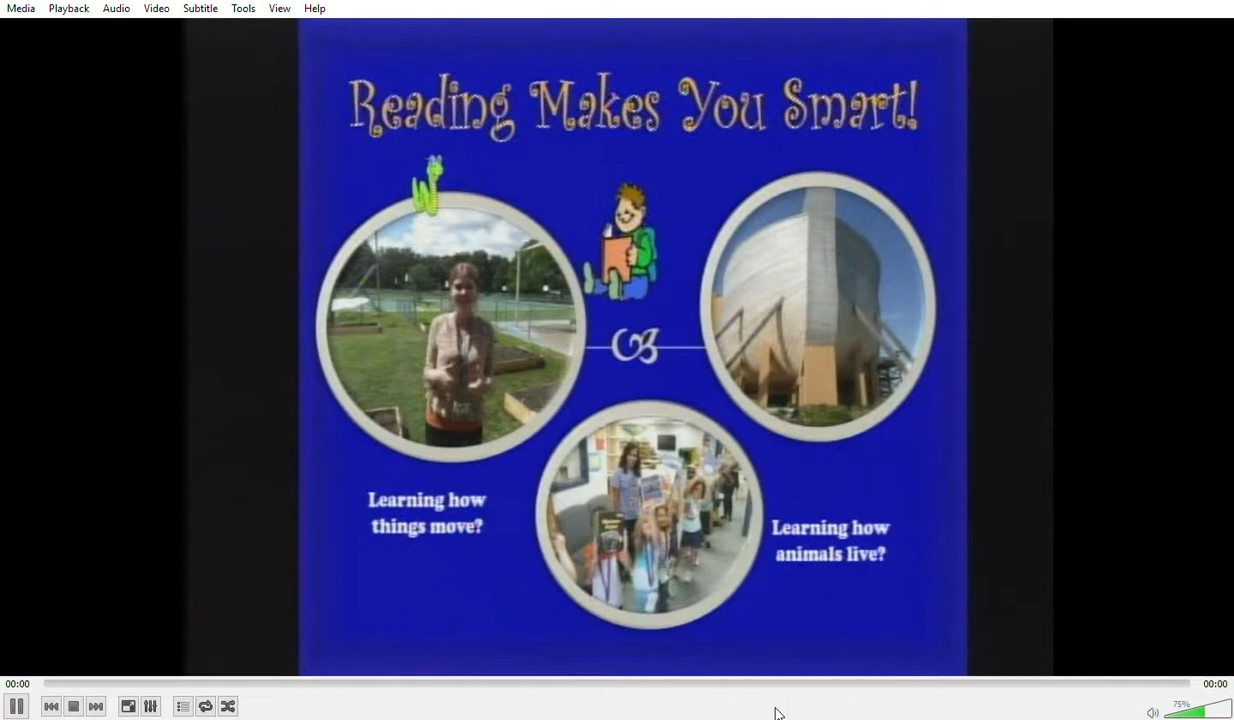 Media Playback Audio Video Subtitle Tools View Help
Reading Makes You Smart!
Learning how
things move?
Learning how
animals live?
00:00 00:00
75%